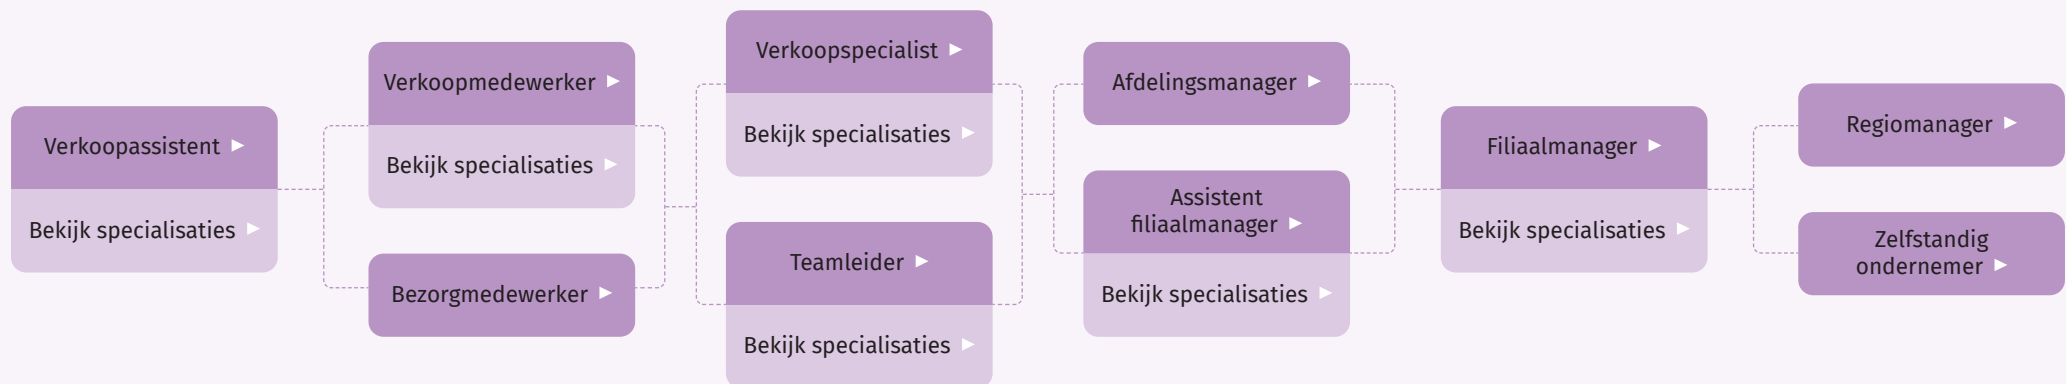 Verkoopassistent
Bekijk specialisaties
Verkoopmedewerker
Bekijk specialisaties
Bezorgmedewerker
Verkoopspecialist
Bekijk specialisaties
Teamleider
Bekijk specialisaties
Afdelingsmanager
Assistent
filiaalmanager
Bekijk specialisaties
Filiaalmanager
Bekijk specialisaties
Regiomanager
Zelfstandig
ondernemer